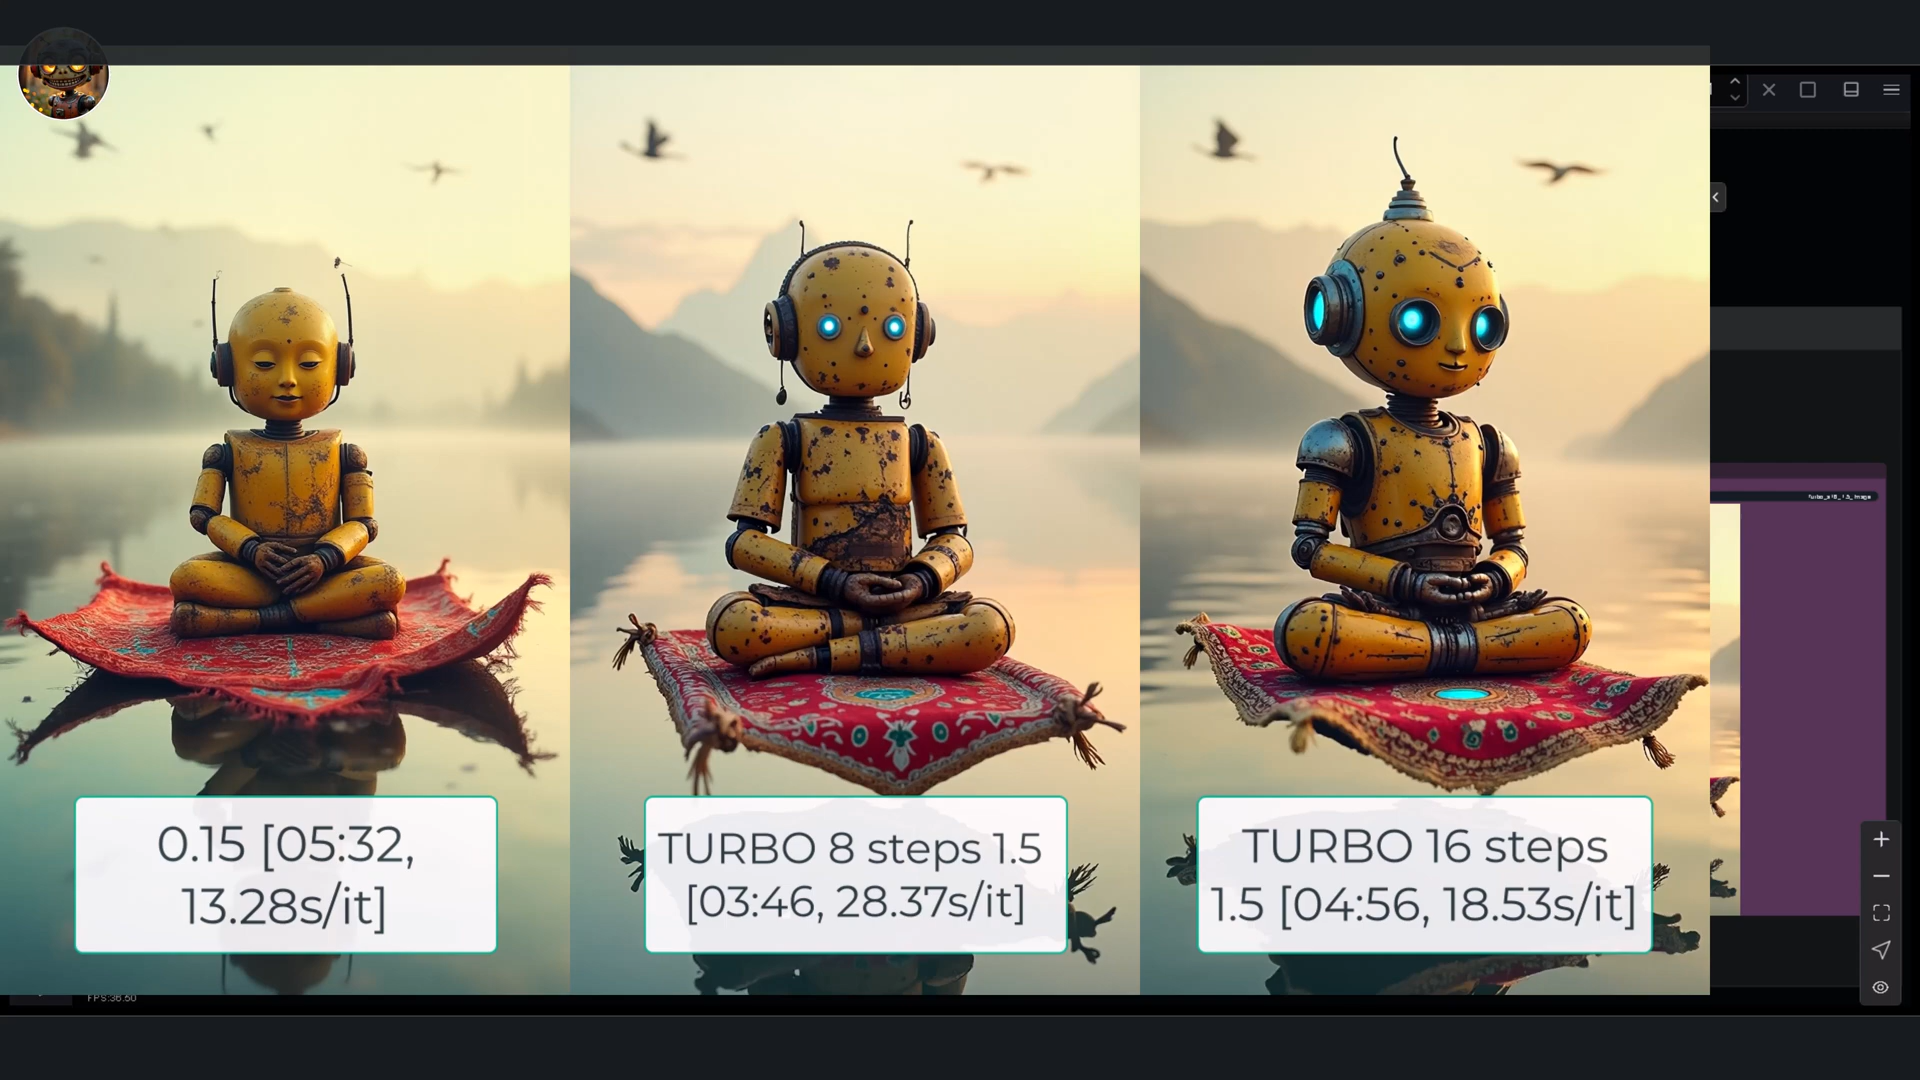 0.15 [05:32,
13.28s/it]
TURBO 8 steps 1.5
[03:46, 28.37s/it]
TURBO 16 steps
1.5 [04:56, 18.53s/it]